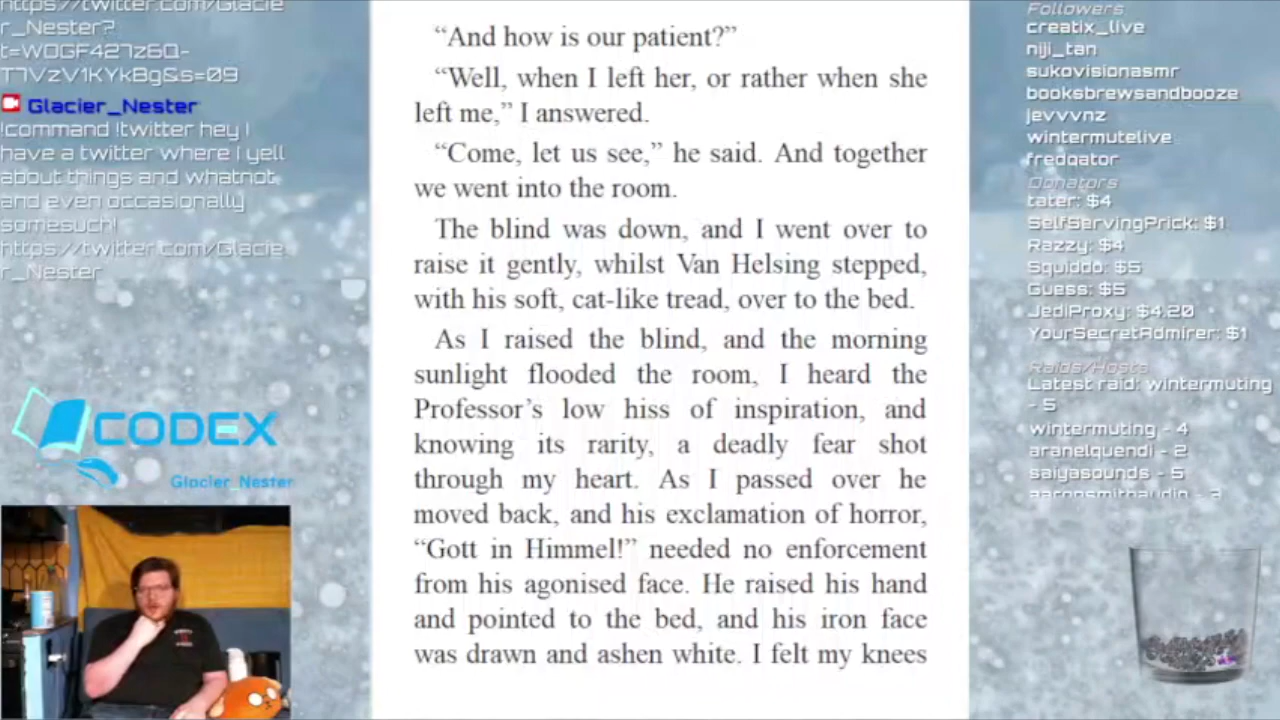 https://twitter.com/Glacie
r_Nester?
t=W0GF427z6Q-
T7VzV1KYkBg&s=09
Glacier_Nester
!command !twitter hey I
have a twitter where I yell
about things and whatnot,
and even occasionally
somesuch!
https://twitter.com/Glacie
r_Nester
CODEX
Glacier_Nester
“And how is our patient?”
“Well, when I left her, or rather when she
left me,” I answered.
“Come, let us see,” he said. And together
we went into the room.
The blind was down, and I went over to
raise it gently, whilst Van Helsing stepped,
with his soft, cat-like tread, over to the bed.
As I raised the blind, and the morning
sunlight flooded the room, I heard the
Professor’s low hiss of inspiration, and
knowing its rarity, a deadly fear shot
through my heart. As I passed over he
moved back, and his exclamation of horror,
“Gott in Himmel!” needed no enforcement
from his agonised face. He raised his hand
and pointed to the bed, and his iron face
was drawn and ashen white. I felt my knees
Followers
creatix_live
niji_tan
sukovisionasmr
booksbrewsandbooze
jevvvnz
wintermutelive
fredgator
Donators
tater: $4
SelfServingPrick: $1
Razzy: $4
Squiddo: $5
Guess: $5
JediProxy: $4.20
YourSecretAdmirer: $1
Raids/Hosts
Latest raid: wintermuting
- 5
wintermuting - 4
aranelquendi - 2
saiyasounds - 5
aaronsmithaudio - 3